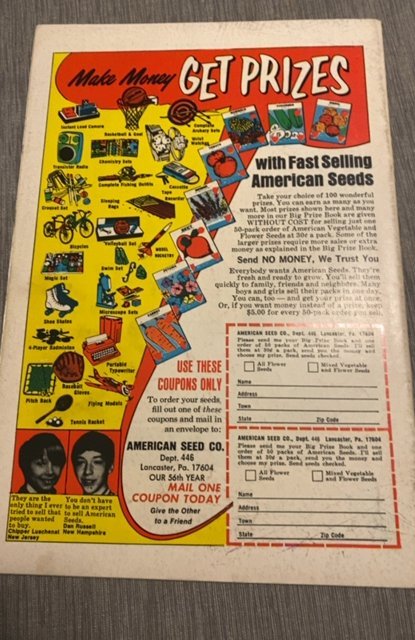 Make Money GET PRIZES
Instant Load Camera
Basketball & Goal
Complete
Archery Sets
Wrist
Watches
Transistor Radio
Chemistry Sets
Complete Fishing Outfits
Cassette
Tape
Recorder
Croquet Set
Sleeping
Bags
Bicycles
Volleyball Set
MODEL
ROCKETRY
Magic Set
Swim Set
Shoe Skates
Microscope Sets
4-Player Badminton
Portable
Typewriter
Pitch Back
Baseball
Gloves
Flying Models
Tennis Racket
with Fast Selling
American Seeds
Take your choice of 100 wonderful
prizes. You can earn as many as you
want. Most prizes shown here and many
more in our Big Prize Book are given
WITHOUT COST for selling just one
50-pack order of American Vegetable and
Flower Seeds at 30¢ a pack. Some of the
larger prizes require more sales or extra
money as explained in the Big Prize Book.
Send NO MONEY, We Trust You
Everybody wants American Seeds. They're
fresh and ready to grow. You'll sell them
quickly to family, friends and neighbors. Many
boys and girls sell their packs in one day.
You can, too — and get your prize at once.
Or, if you want money instead of a prize, keep
$5.00 for every 50-pack order you sell.
USE THESE
COUPONS ONLY
To order your seeds,
fill out one of these
coupons and mail in
an envelope to:
AMERICAN SEED CO.
Dept. 446
Lancaster, Pa. 17604
OUR 56th YEAR
MAIL ONE
COUPON TODAY
Give the Other
to a Friend
AMERICAN SEED CO., Dept. 446 Lancaster, Pa. 17604
Please send me your Big Prize Book and one
order of 50 packs of American Seeds. I'll sell
them at 30¢ a pack, send you the money and
choose my prize. Send seeds checked.
All Flower
Seeds
Mixed Vegetable
and Flower Seeds
Name
Address
Town
State Zip Code
AMERICAN SEED CO., Dept. 446 Lancaster, Pa. 17604
Please send me your Big Prize Book and one
order of 50 packs of American Seeds. I'll sell
them at 30¢ a pack, send you the money and
choose my prize. Send seeds checked.
All Flower
Seeds
Mixed Vegetable
and Flower Seeds
Name
Address
Town
State Zip Code
They are the
only thing I ever
tried to sell that
people wanted
to buy.
Chipper Luschenal
New Jersey
You don't have
to be an expert
to sell American
Seeds.
Dan Russell
New Hampshire